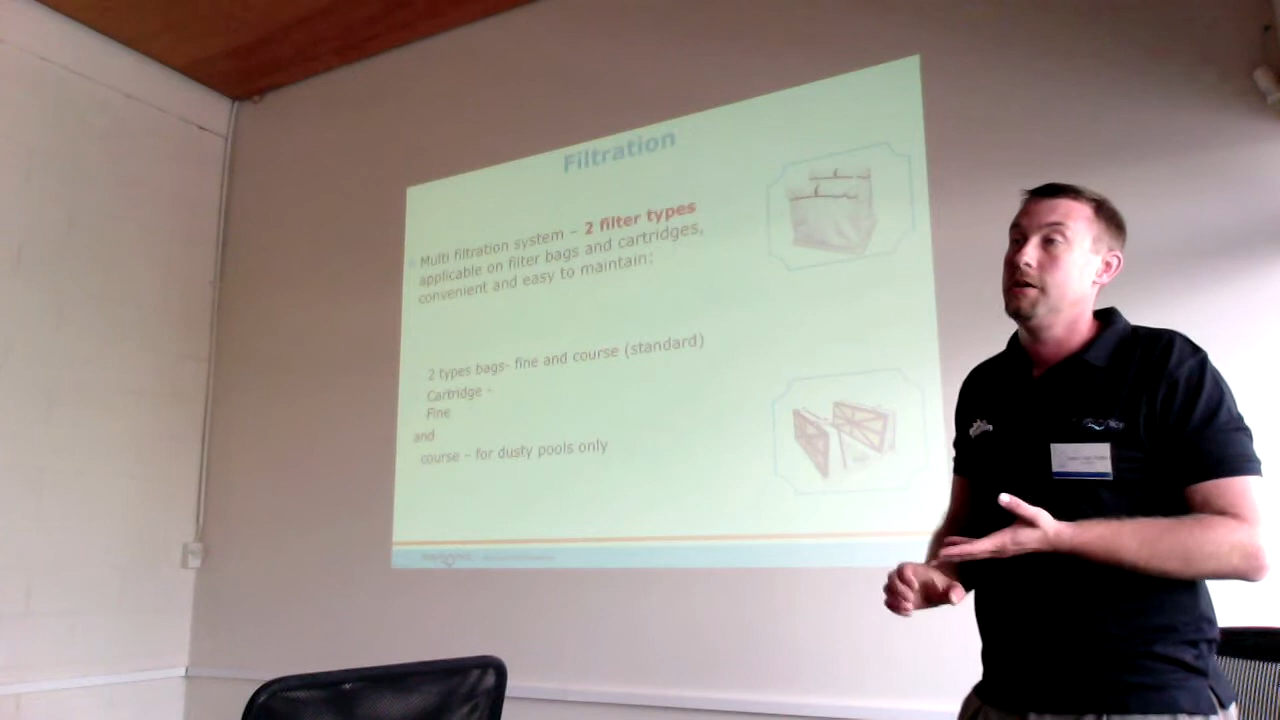 Filtration
Multi filtration system – 2 filter types
applicable on filter bags and cartridges,
convenient and easy to maintain:
2 types bags- fine and course (standard)
Cartridge -
Fine
and
course – for dusty pools only